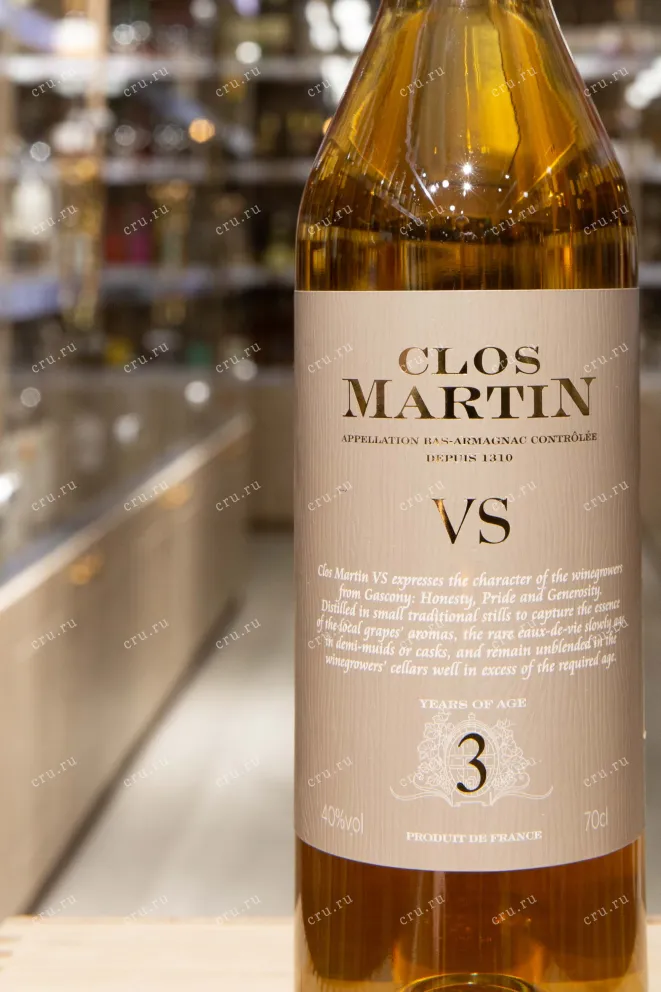 CLOS
MARTIN
APPELLATION BAS-ARMAGNAC CONTRÔLÉE
DEPUIS 1310
VS
Clos Martin VS expresses the character of the winegrowers
from Gascony: Honesty, Pride and Generosity.
Distilled in small traditional stills to capture the essence
of the local grapes' aromas, the rare eaux-de-vie slowly age
in demi-muids or casks, and remain unblended in the
winegrowers' cellars well in excess of the required age.
YEARS OF AGE
3
40%vol
70cl
PRODUIT DE FRANCE
cru.ru